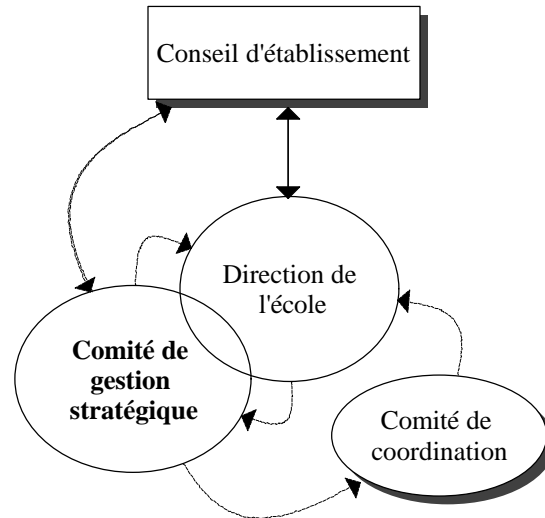 Conseil d'établissement
Direction de
l'école
Comité de
gestion
stratégique
Comité de
coordination